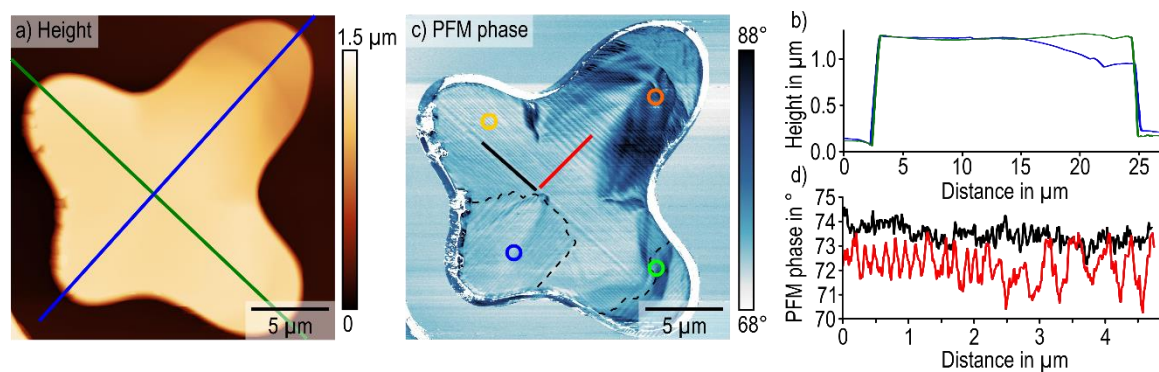 a) Height
1.5 µm
0
5 µm
c) PFM phase
88°
68°
5 µm
b)
Height in µm
1.0
0.5
0.0
0 5 10 15 20 25
Distance in µm
d)
PFM phase in °
74
73
72
71
70
0 1 2 3 4
Distance in µm